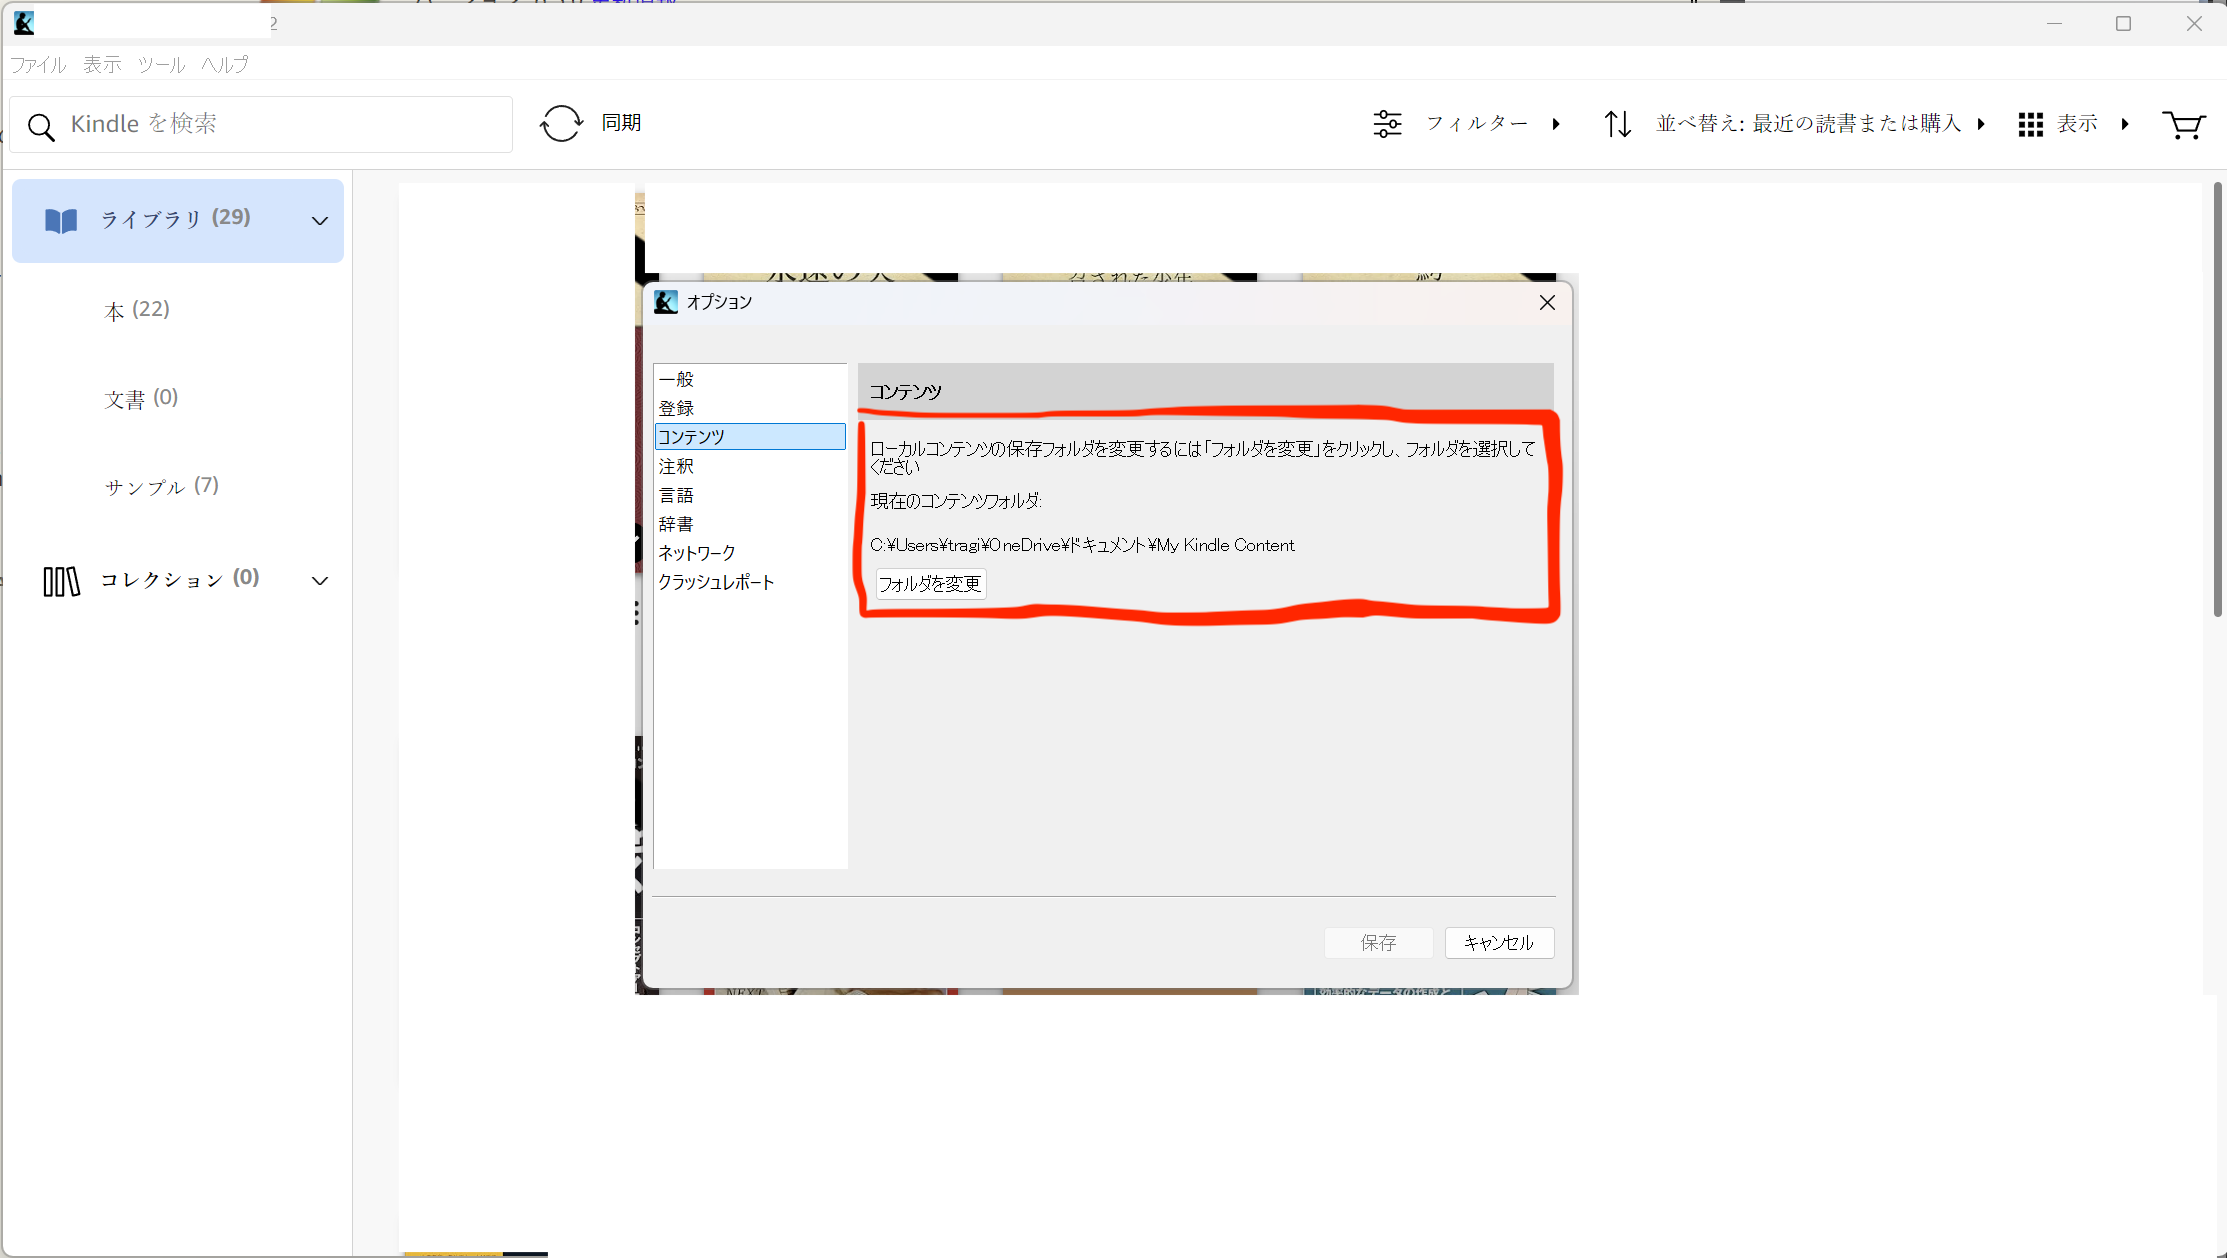 2
ファイル 表示 ツール ヘルプ
Kindle を検索
同期
フィルター
並べ替え: 最近の読書または購入
表示
ライブラリ (29)
本 (22)
文書 (0)
サンプル (7)
コレクション (0)
オプション
一般
登録
コンテンツ
注釈
言語
辞書
ネットワーク
クラッシュレポート
コンテンツ
ローカルコンテンツの保存フォルダを変更するには「フォルダを変更」をクリックし、フォルダを選択して
ください
現在のコンテンツフォルダ:
C:¥Users¥tragi¥OneDrive¥ドキュメント¥My Kindle Content
フォルダを変更
保存
キャンセル
NEXT